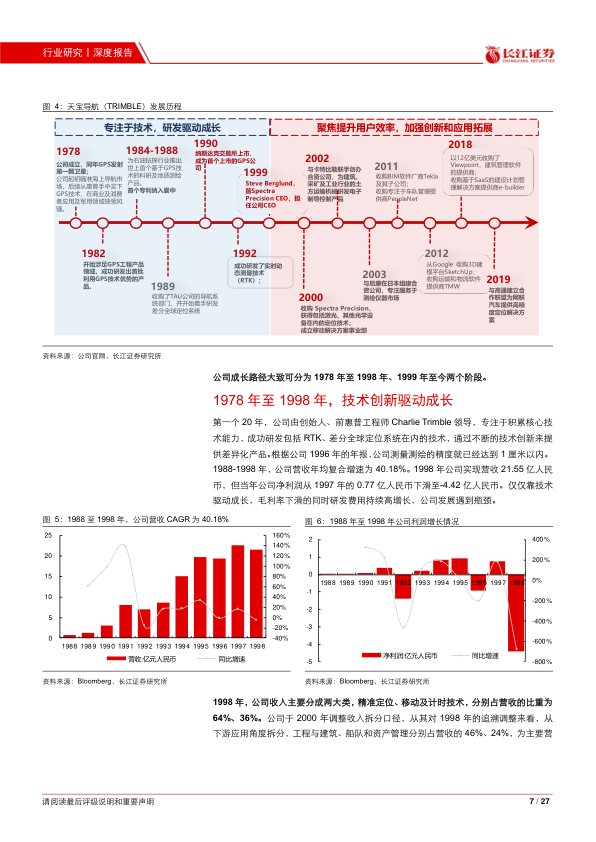 行业研究丨深度报告
长江证券
CHANGJIANG SECURITIES
图 4：天宝导航（TRIMBLE）发展历程
专注于技术，研发驱动成长
聚焦提升用户效率，加强创新和应用拓展
1978
公司成立，同年GPS发射
第一颗卫星；
公司起初瞄准海上导航市
场，后续从惠普手中买下
GPS技术，在商业及消费
者应用及军用领域独领风
骚。
1984-1988
为石油钻探行业推出
世上首个基于GPS技
术的科研及地质测绘
产品。
首个专利纳入囊中
1990
纳斯达克交易所上市，
成为首个上市的GPS公
司
1999
Steve Berglund，
前Spectra
Precision CEO，担
任公司CEO
2002
与卡特比勒联手创办
合资公司，为建筑、
采矿及工业行业的土
方运输机械研发电子
制导控制产品
2011
收购BIM软件厂商Tekla
及其子公司；
收购专注于车队管理提
供商PeopleNet
2018
以12亿美元收购了
Viewpoint，建筑管理软件
的提供商，
收购基于SaaS的建设计划管
理解决方案提供商e-builder
1982
开始涉足GPS工程产品
领域，成功研发出首批
利用GPS技术优势的产
品。
1989
收购了TAU公司的导航系
统部门，并开始着手研发
差分全球定位系统
1992
成功研发了实时动
态测量技术
（RTK）；
2000
收购 Spectra Precision，
获得包括激光、其他光学设
备在内的定位技术；
成立移动解决方案事业部
2003
与尼康在日本组建合
资公司，专注服务于
测绘仪器市场
2012
从Google 收购3D建
模平台SketchUp；
收购运输和物流软件
提供商TMW
2019
与高通建立合
作联盟为网联
汽车提供高精
度定位解决方
案
资料来源：公司官网，长江证券研究所
公司成长路径大致可分为 1978 年至 1998 年、1999 年至今两个阶段。
1978 年至 1998 年，技术创新驱动成长
第一个 20 年，公司由创始人、前惠普工程师 Charlie Trimble 领导，专注于积累核心技
术能力，成功研发包括 RTK、差分全球定位系统在内的技术，通过不断的技术创新来提
供差异化产品。根据公司 1996 年的年报，公司测量测绘的精度就已经达到 1 厘米以内。
1988-1998 年，公司营收年均复合增速为 40.18%。1998 年公司实现营收 21.55 亿人民
币，但当年公司净利润从 1997 年的 0.77 亿人民币下滑至-4.42 亿人民币。仅仅靠技术
驱动成长，毛利率下滑的同时研发费用持续高增长，公司发展遇到瓶颈。
图 5：1988 至 1998 年，公司营收 CAGR 为 40.18%
25
20
15
10
5
0
160%
140%
120%
100%
80%
60%
40%
20%
0%
-20%
-40%
1988 1989 1990 1991 1992 1993 1994 1995 1996 1997 1998
营收:亿元人民币 同比增速
资料来源：Bloomberg，长江证券研究所
图 6：1988 年至 1998 年公司利润增长情况
2
1
0
-1
-2
-3
-4
-5
400%
200%
0%
-200%
-400%
-600%
-800%
1988 1989 1990 1991 1992 1993 1994 1995 1996 1997 1998
净利润:亿元人民币 同比增速
资料来源：Bloomberg，长江证券研究所
1998 年，公司收入主要分成两大类，精准定位、移动及计时技术，分别占营收的比重为
64%、36%。公司于 2000 年调整收入拆分口径，从其对 1998 年的追溯调整来看，从
下游应用角度拆分，工程与建筑、船队和资产管理分别占营收的 46%、24%，为主要营
请阅读最后评级说明和重要声明
7 / 27